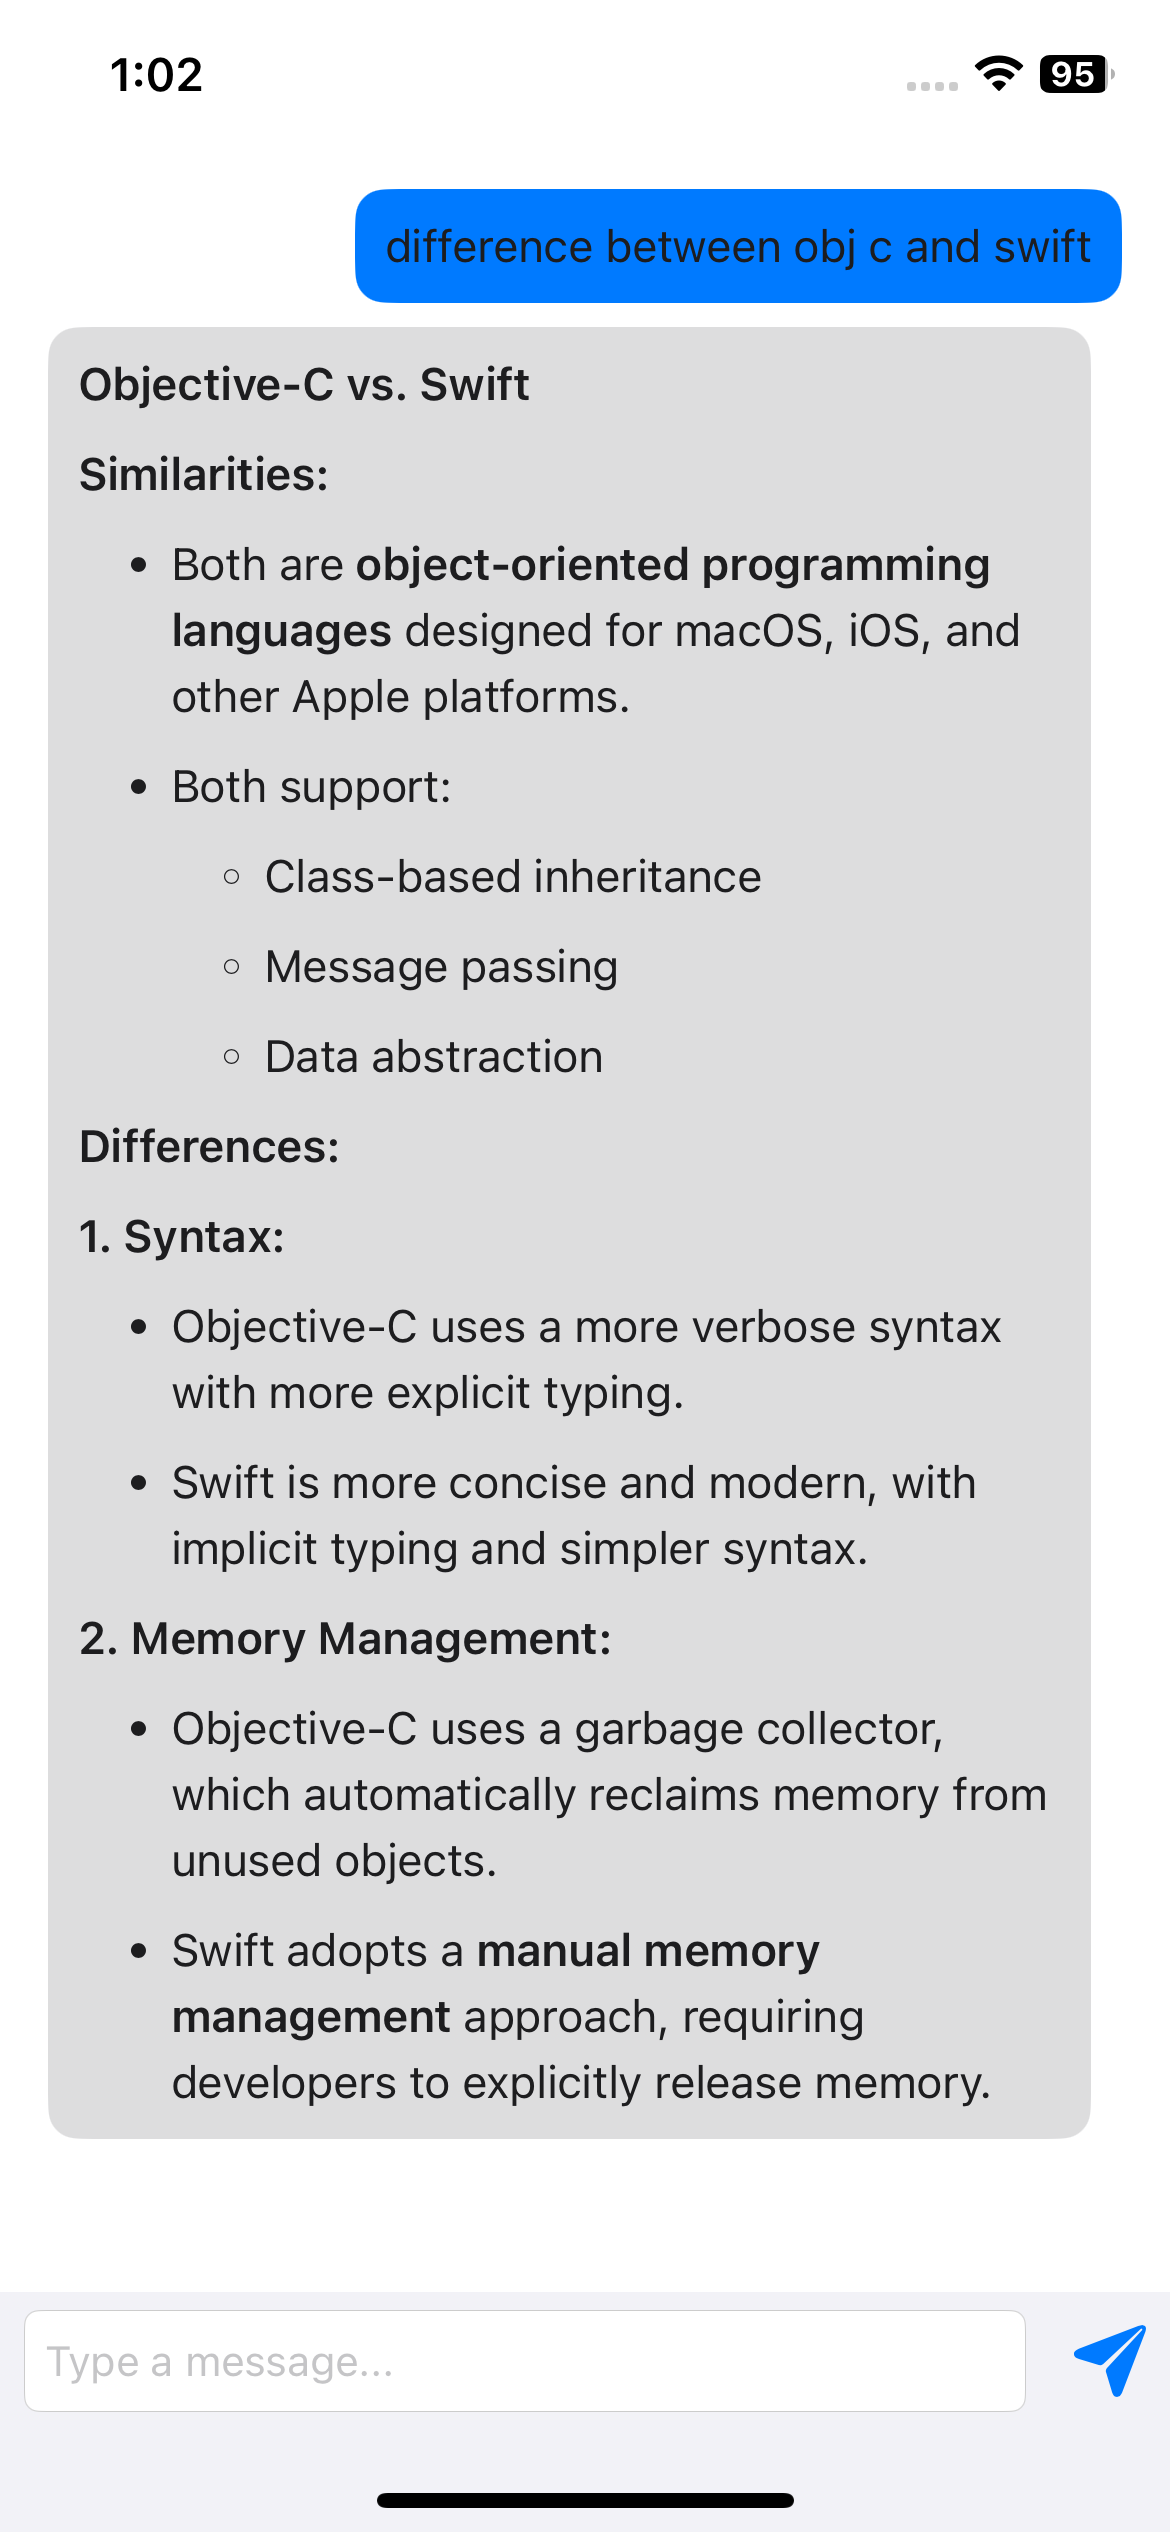 1:02
95
difference between obj c and swift
Objective-C vs. Swift
Similarities:
• Both are object-oriented programming
languages designed for macOS, iOS, and
other Apple platforms.
• Both support:
◦ Class-based inheritance
◦ Message passing
◦ Data abstraction
Differences:
1. Syntax:
• Objective-C uses a more verbose syntax
with more explicit typing.
• Swift is more concise and modern, with
implicit typing and simpler syntax.
2. Memory Management:
• Objective-C uses a garbage collector,
which automatically reclaims memory from
unused objects.
• Swift adopts a manual memory
management approach, requiring
developers to explicitly release memory.
Type a message...